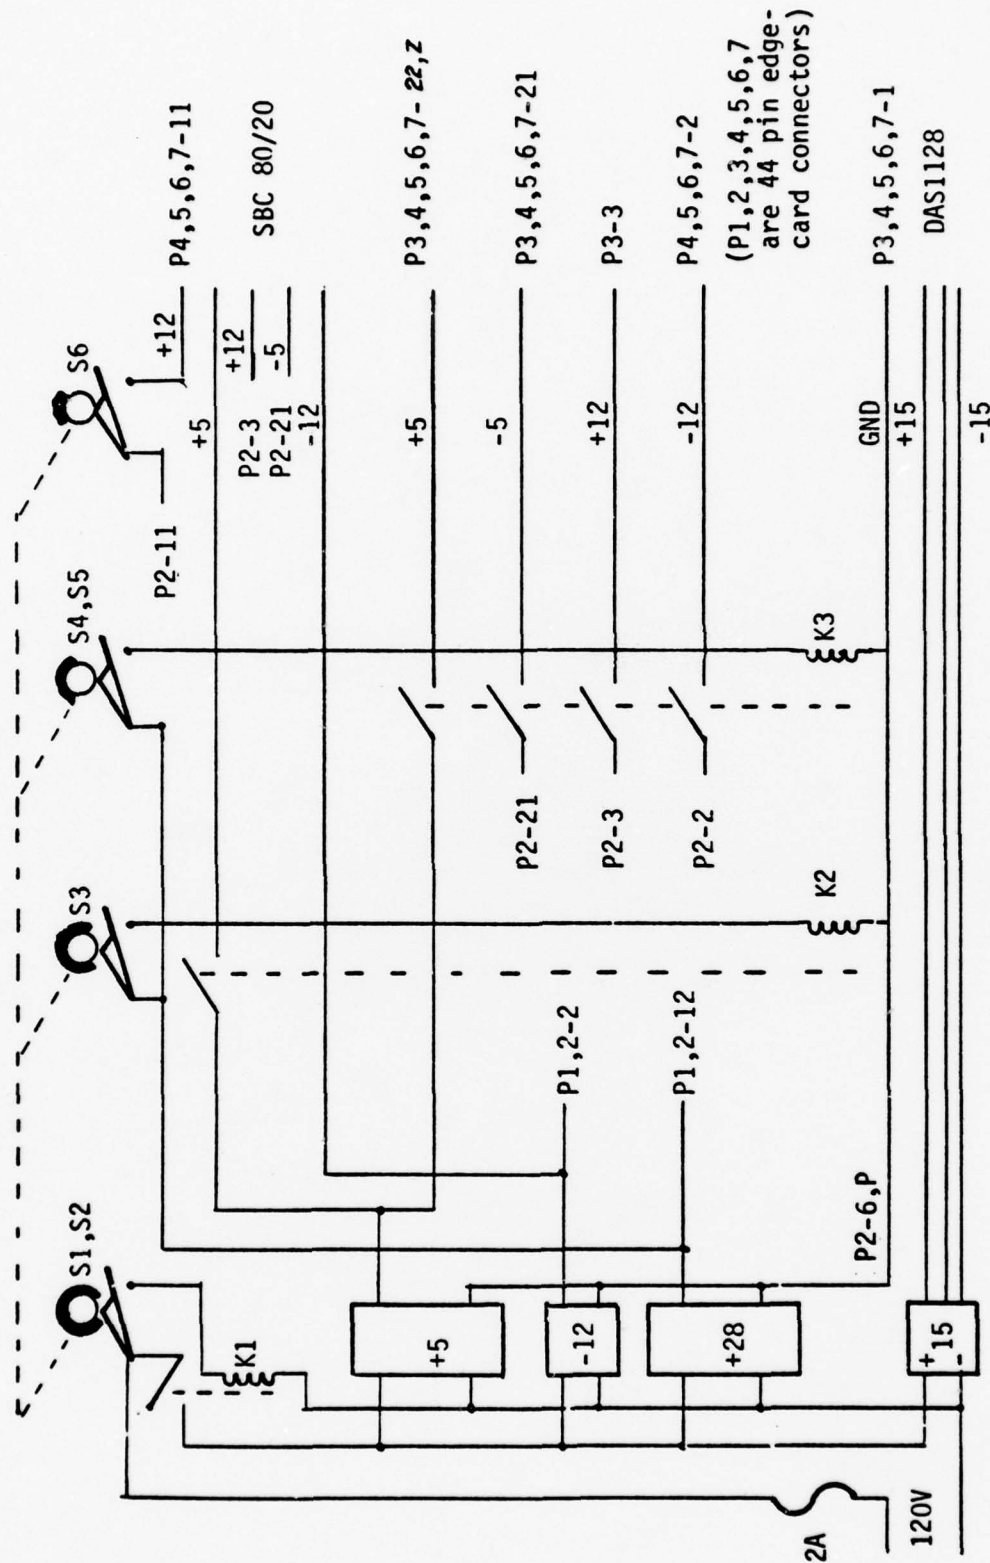 S1,S2
S3
S4,S5
S6
P2-11
+12
P4,5,6,7-11
+5
P2-3
+12
SBC 80/20
P2-21
-5
-12
K1
+5
+5
P3,4,5,6,7-22,Z
P2-21
-5
P3,4,5,6,7-21
-12
P1,2-2
P2-3
+12
P3-3
+28
P1,2-12
P2-2
-12
P4,5,6,7-2
(P1,2,3,4,5,6,7
are 44 pin edge-
card connectors)
K2
K3
P2-6,P
GND
P3,4,5,6,7-1
+15
DAS1128
+15-
-15
2A
120V